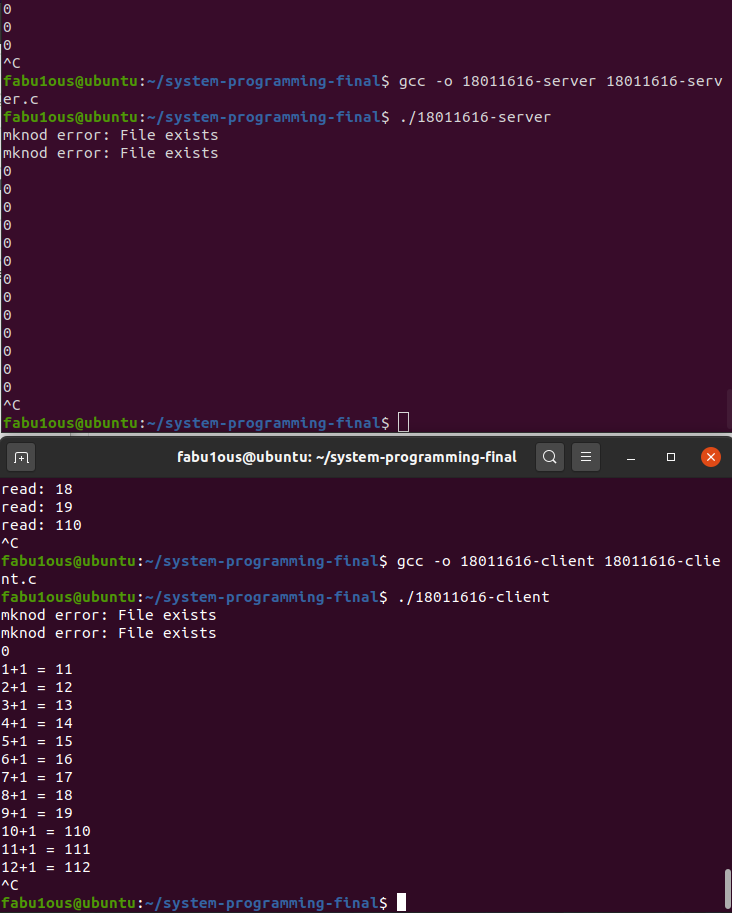 0
0
0
^C
fabu1ous@ubuntu:~/system-programming-final$ gcc -o 18011616-server 18011616-serv
er.c
fabu1ous@ubuntu:~/system-programming-final$ ./18011616-server
mknod error: File exists
mknod error: File exists
0
0
0
0
0
0
0
0
0
0
0
0
0
^C
fabu1ous@ubuntu:~/system-programming-final$
fabu1ous@ubuntu: ~/system-programming-final
read: 18
read: 19
read: 110
^C
fabu1ous@ubuntu:~/system-programming-final$ gcc -o 18011616-client 18011616-clie
nt.c
fabu1ous@ubuntu:~/system-programming-final$ ./18011616-client
mknod error: File exists
mknod error: File exists
0
1+1 = 11
2+1 = 12
3+1 = 13
4+1 = 14
5+1 = 15
6+1 = 16
7+1 = 17
8+1 = 18
9+1 = 19
10+1 = 110
11+1 = 111
12+1 = 112
^C
fabu1ous@ubuntu:~/system-programming-final$